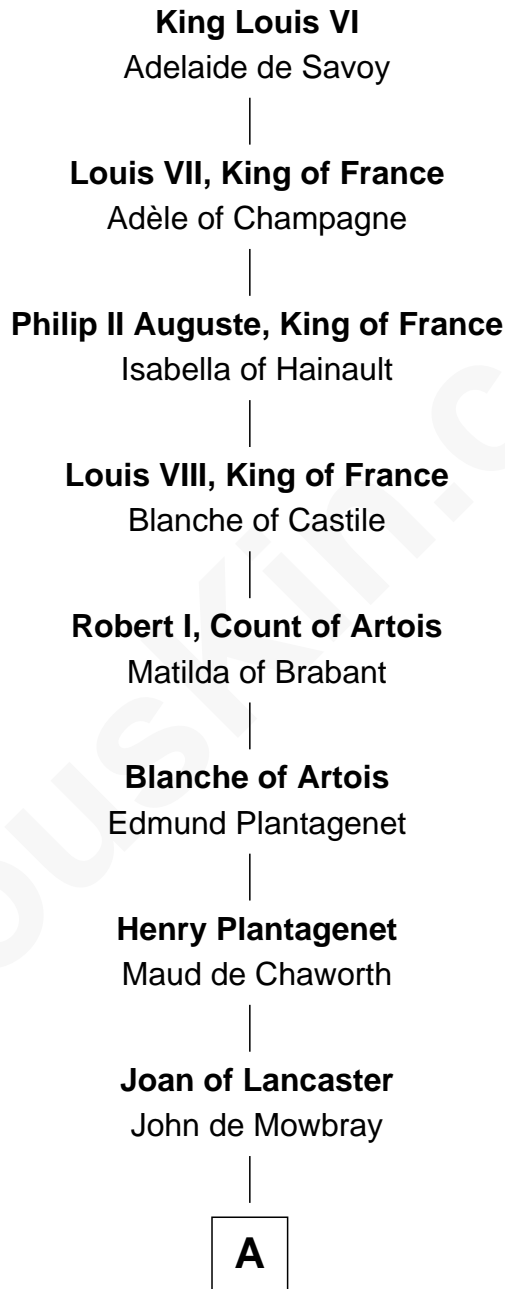 King Louis VI
Adelaide de Savoy
Louis VII, King of France
Adèle of Champagne
Philip II Auguste, King of France
Isabella of Hainault
Louis VIII, King of France
Blanche of Castile
Robert I, Count of Artois
Matilda of Brabant
Blanche of Artois
Edmund Plantagenet
Henry Plantagenet
Maud de Chaworth
Joan of Lancaster
John de Mowbray
A